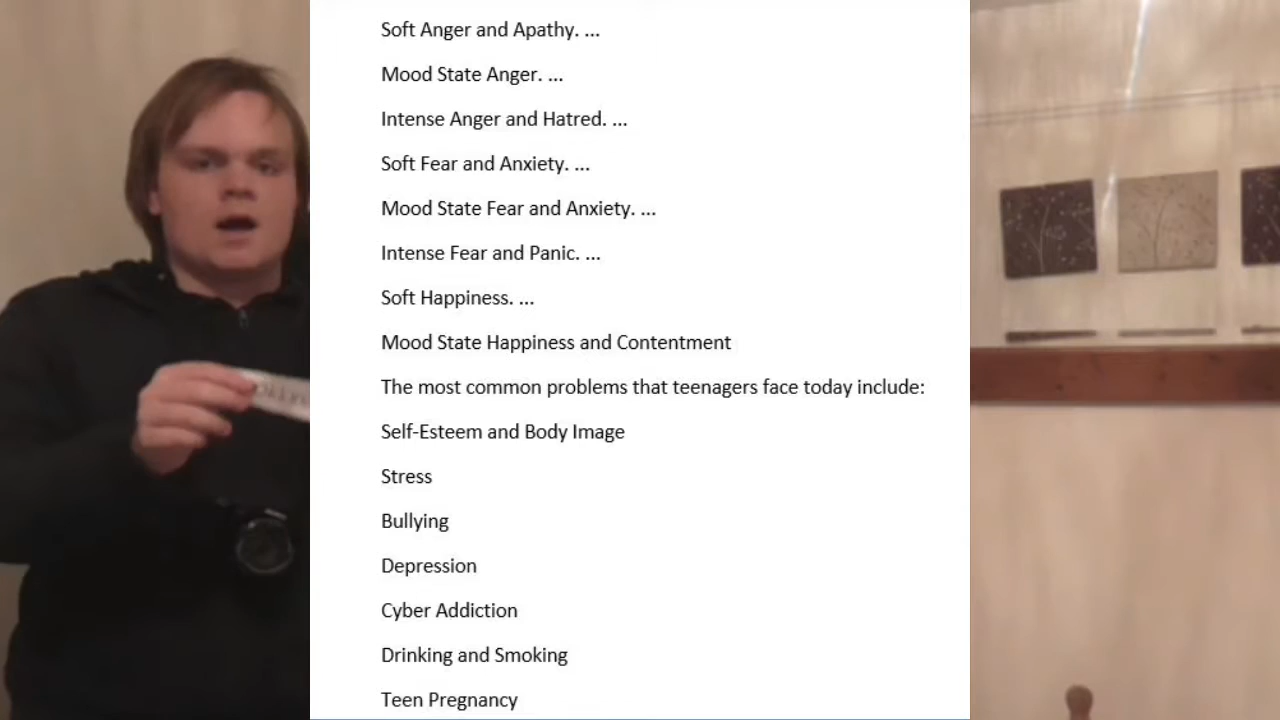 Soft Anger and Apathy. ...
Mood State Anger. ...
Intense Anger and Hatred. ...
Soft Fear and Anxiety. ...
Mood State Fear and Anxiety. ...
Intense Fear and Panic. ...
Soft Happiness. ...
Mood State Happiness and Contentment
The most common problems that teenagers face today include:
Self-Esteem and Body Image
Stress
Bullying
Depression
Cyber Addiction
Drinking and Smoking
Teen Pregnancy